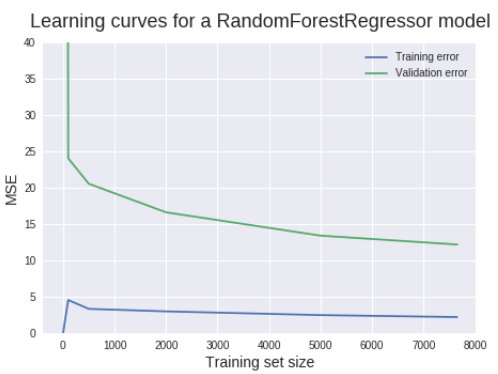 Learning curves for a RandomForestRegressor model
40
35
30
25
20
15
10
5
0
MSE
Training error
Validation error
0 1000 2000 3000 4000 5000 6000 7000 8000
Training set size